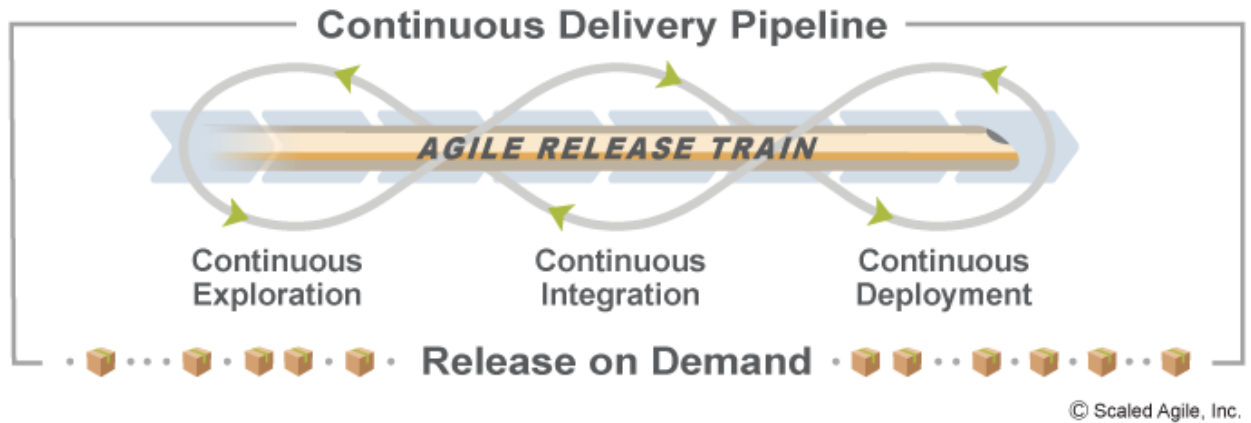 Continuous Delivery Pipeline
AGILE RELEASE TRAIN
Continuous
Exploration
Continuous
Integration
Continuous
Deployment
Release on Demand
© Scaled Agile, Inc.